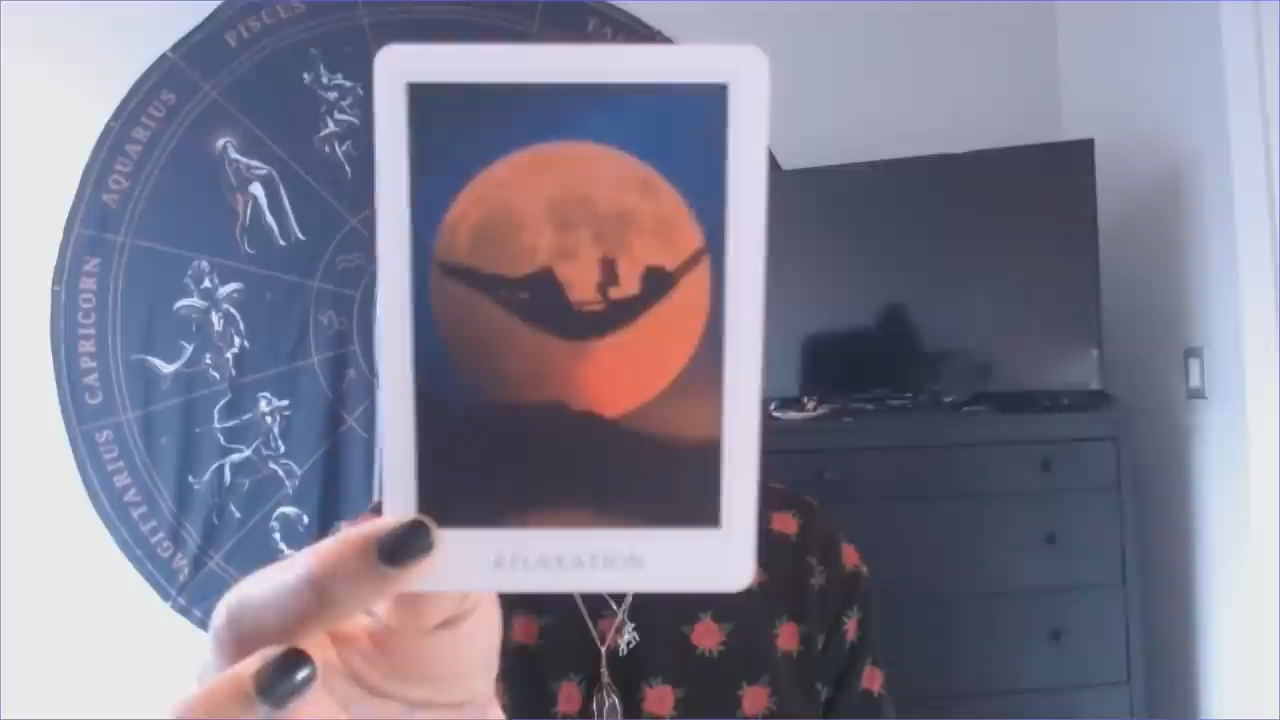 PISCES
AQUARIUS
CAPRICORN
SAGITTARIUS
RELAXATION